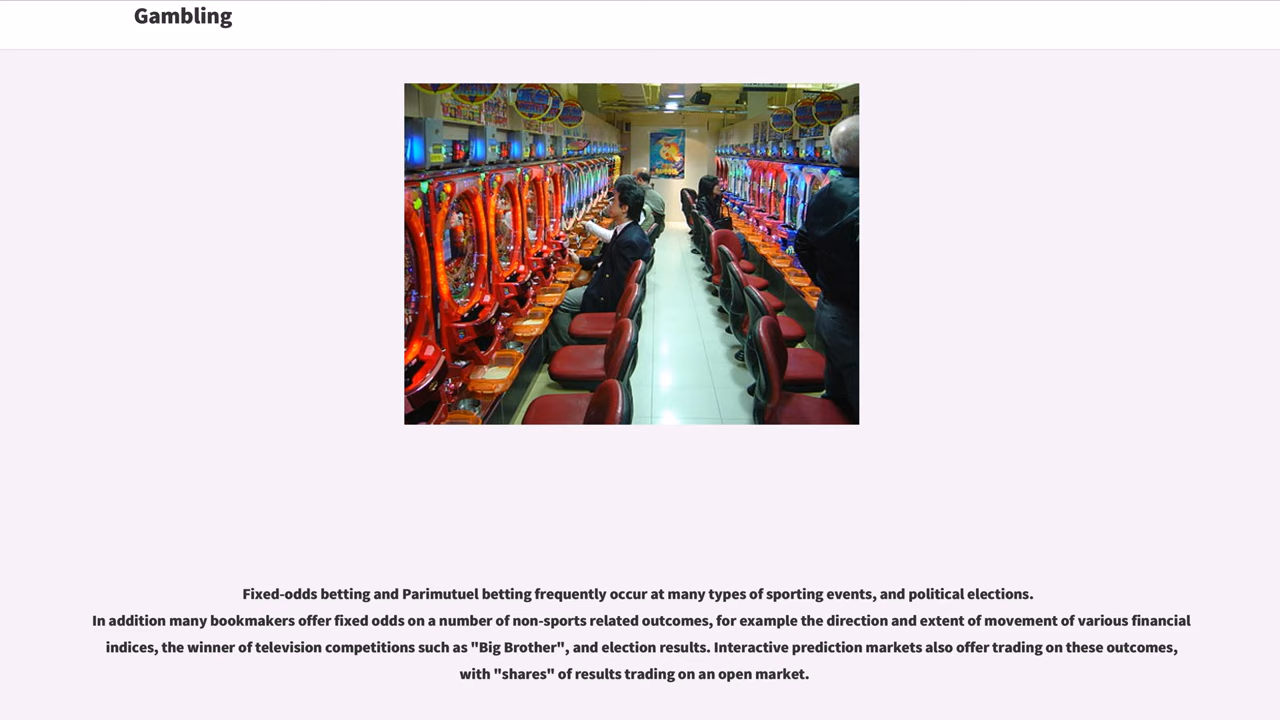 Gambling
Fixed-odds betting and Parimutuel betting frequently occur at many types of sporting events, and political elections.
In addition many bookmakers offer fixed odds on a number of non-sports related outcomes, for example the direction and extent of movement of various financial
indices, the winner of television competitions such as "Big Brother", and election results. Interactive prediction markets also offer trading on these outcomes,
with "shares" of results trading on an open market.